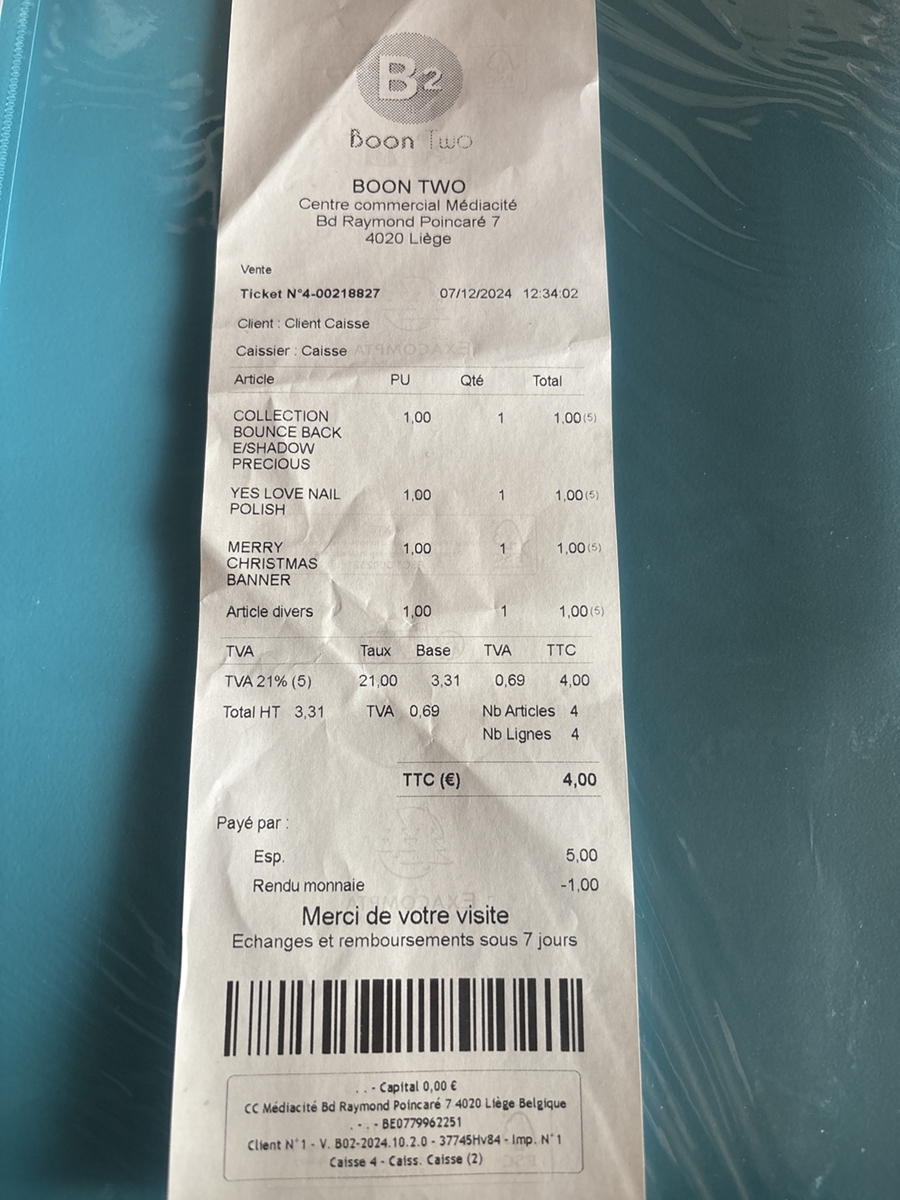 B2
Boon Two
BOON TWO
Centre commercial Médiacité
Bd Raymond Poincaré 7
4020 Liège
Vente
Ticket N°4-00218827 07/12/2024 12:34:02
Client : Client Caisse
Caissier : Caisse
EXACOMPTA
Article PU Qté Total
COLLECTION 1,00 1 1,00(5)
BOUNCE BACK
E/SHADOW
PRECIOUS
YES LOVE NAIL 1,00 1 1,00(5)
POLISH
MERRY 1,00 1 1,00(5)
CHRISTMAS
BANNER
Article divers 1,00 1 1,00(5)
TVA Taux Base TVA TTC
TVA 21% (5) 21,00 3,31 0,69 4,00
Total HT 3,31 TVA 0,69 Nb Articles 4
Nb Lignes 4
TTC (€) 4,00
Payé par :
Esp. 5,00
Rendu monnaie -1,00
EXACOMPTA
Merci de votre visite
Echanges et remboursements sous 7 jours
. . - Capital 0,00 €
CC Médiacité Bd Raymond Poincaré 7 4020 Liège Belgique
. - . - BE0779962251
Client N°1 - V. B02-2024.10.2.0 - 37745Hv84 - Imp. N°1
Caisse 4 - Caiss. Caisse (2)